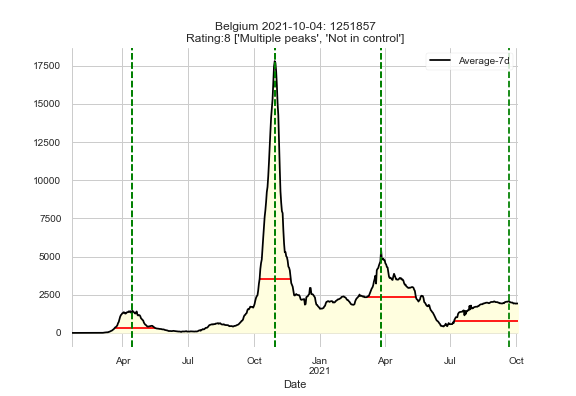 Belgium 2021-10-04: 1251857
Rating:8 ['Multiple peaks', 'Not in control']
Average-7d
17500
15000
12500
10000
7500
5000
2500
0
Apr Jul Oct Jan Apr Jul Oct
2021
Date